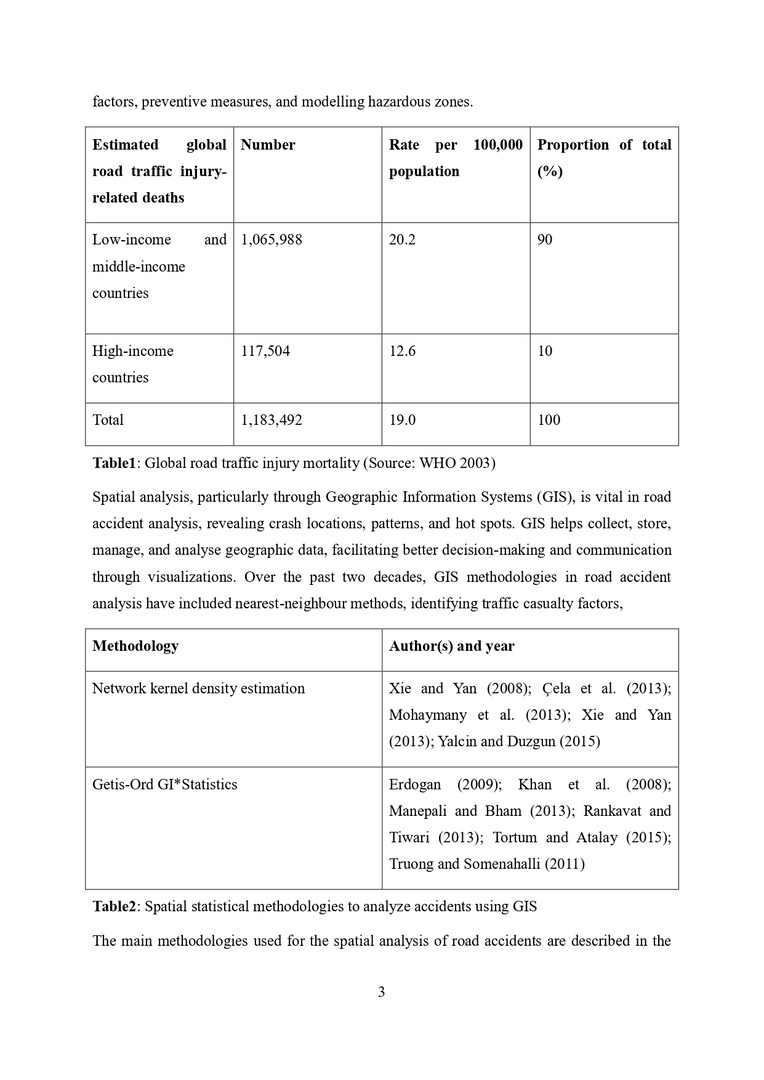 factors, preventive measures, and modelling hazardous zones.
Estimated global road traffic injury-related deaths | Number | Rate per 100,000 population | Proportion of total (%)
Low-income and middle-income countries | 1,065,988 | 20.2 | 90
High-income countries | 117,504 | 12.6 | 10
Total | 1,183,492 | 19.0 | 100
Table1: Global road traffic injury mortality (Source: WHO 2003)
Spatial analysis, particularly through Geographic Information Systems (GIS), is vital in road
accident analysis, revealing crash locations, patterns, and hot spots. GIS helps collect, store,
manage, and analyse geographic data, facilitating better decision-making and communication
through visualizations. Over the past two decades, GIS methodologies in road accident
analysis have included nearest-neighbour methods, identifying traffic casualty factors,
Methodology | Author(s) and year
Network kernel density estimation | Xie and Yan (2008); Çela et al. (2013);
Mohaymany et al. (2013); Xie and Yan
(2013); Yalcin and Duzgun (2015)
Getis-Ord GI*Statistics | Erdogan (2009); Khan et al. (2008);
Manepali and Bham (2013); Rankavat and
Tiwari (2013); Tortum and Atalay (2015);
Truong and Somenahalli (2011)
Table2: Spatial statistical methodologies to analyze accidents using GIS
The main methodologies used for the spatial analysis of road accidents are described in the
3